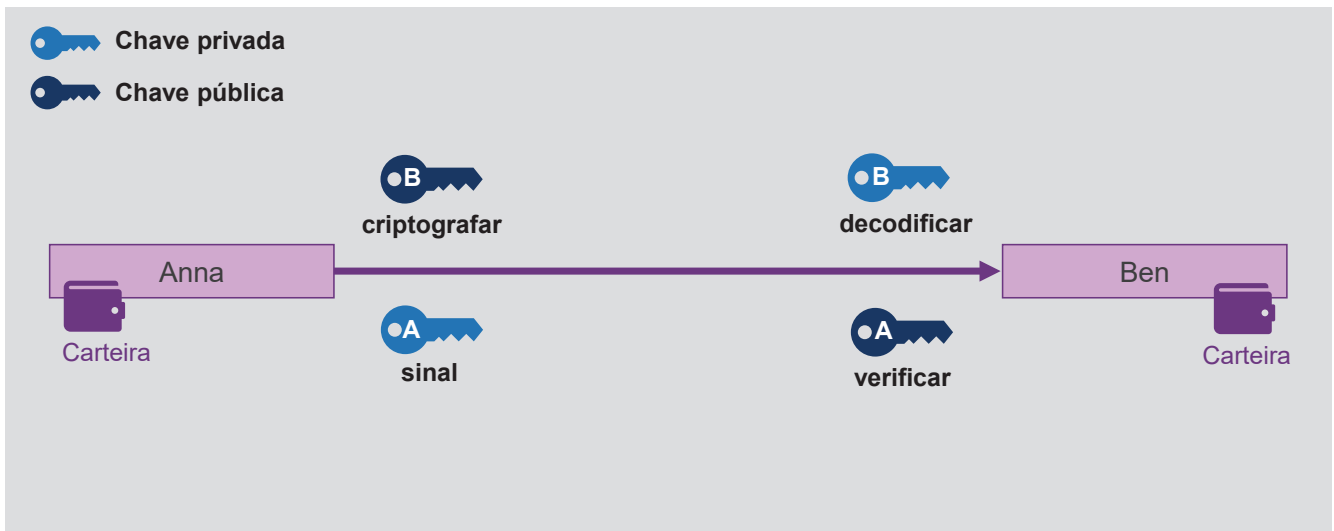 Chave privada
Chave pública
B
criptografar
B
decodificar
Anna
Ben
Carteira
A
sinal
A
verificar
Carteira